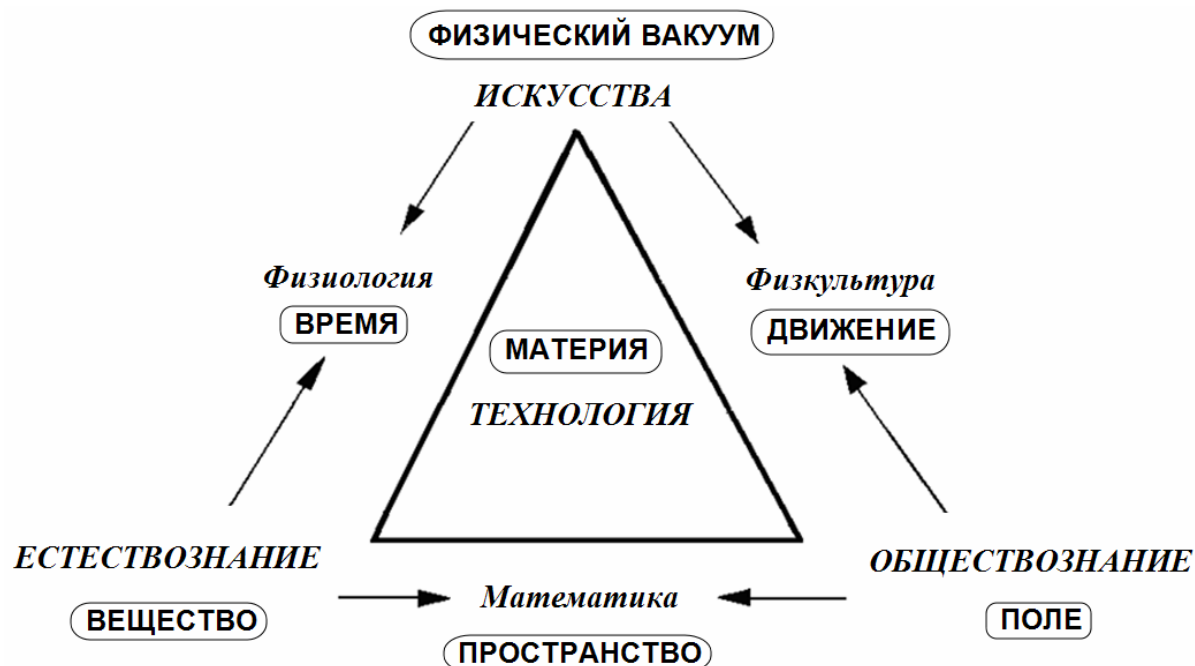 ФИЗИЧЕСКИЙ ВАКУУМ
ИСКУССТВА
Физиология
ВРЕМЯ
Физкультура
ДВИЖЕНИЕ
МАТЕРИЯ
ТЕХНОЛОГИЯ
ЕСТЕСТВОЗНАНИЕ
ВЕЩЕСТВО
Математика
ПРОСТРАНСТВО
ОБЩЕСТВОЗНАНИЕ
ПОЛЕ